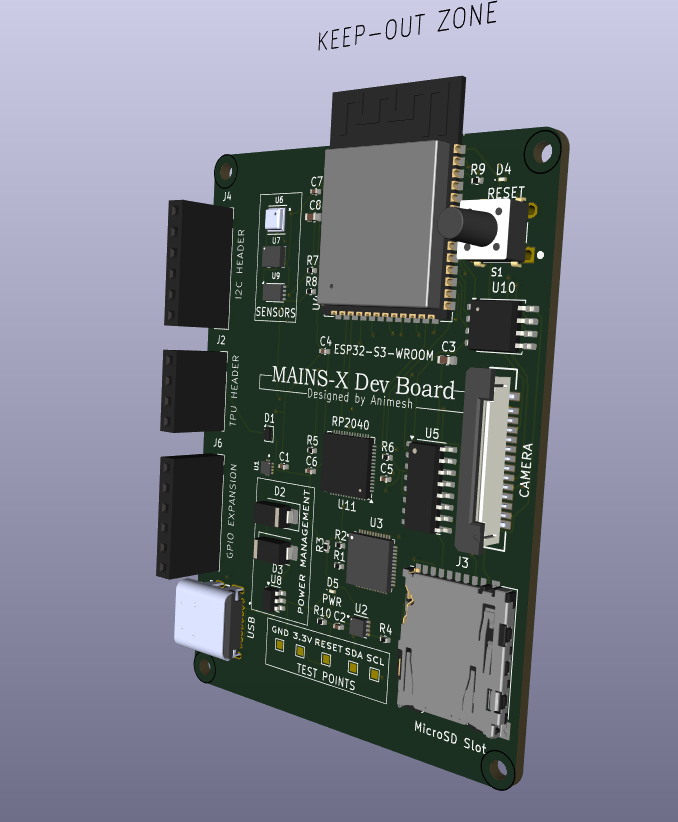 KEEP-OUT ZONE
J4
I2C HEADER
U6
U7
U9
SENSORS
C7
C8
R7
R8
R9
D4
RESET
S1
U10
C4
ESP32-S3-WROOM
C3
J2
TPU HEADER
MAINS-X Dev Board
Designed by Animesh
D1
RP2040
R5
R6
U5
CAMERA
J6
GPIO EXPANSION
U1
C1
C6
C5
U11
D2
POWER MANAGEMENT
D3
U8
U3
R3
R2
R1
J3
D5
PWR
R10
C2
U2
R4
USB
GND
3.3V
RESET
SDA
SCL
TEST POINTS
MicroSD Slot